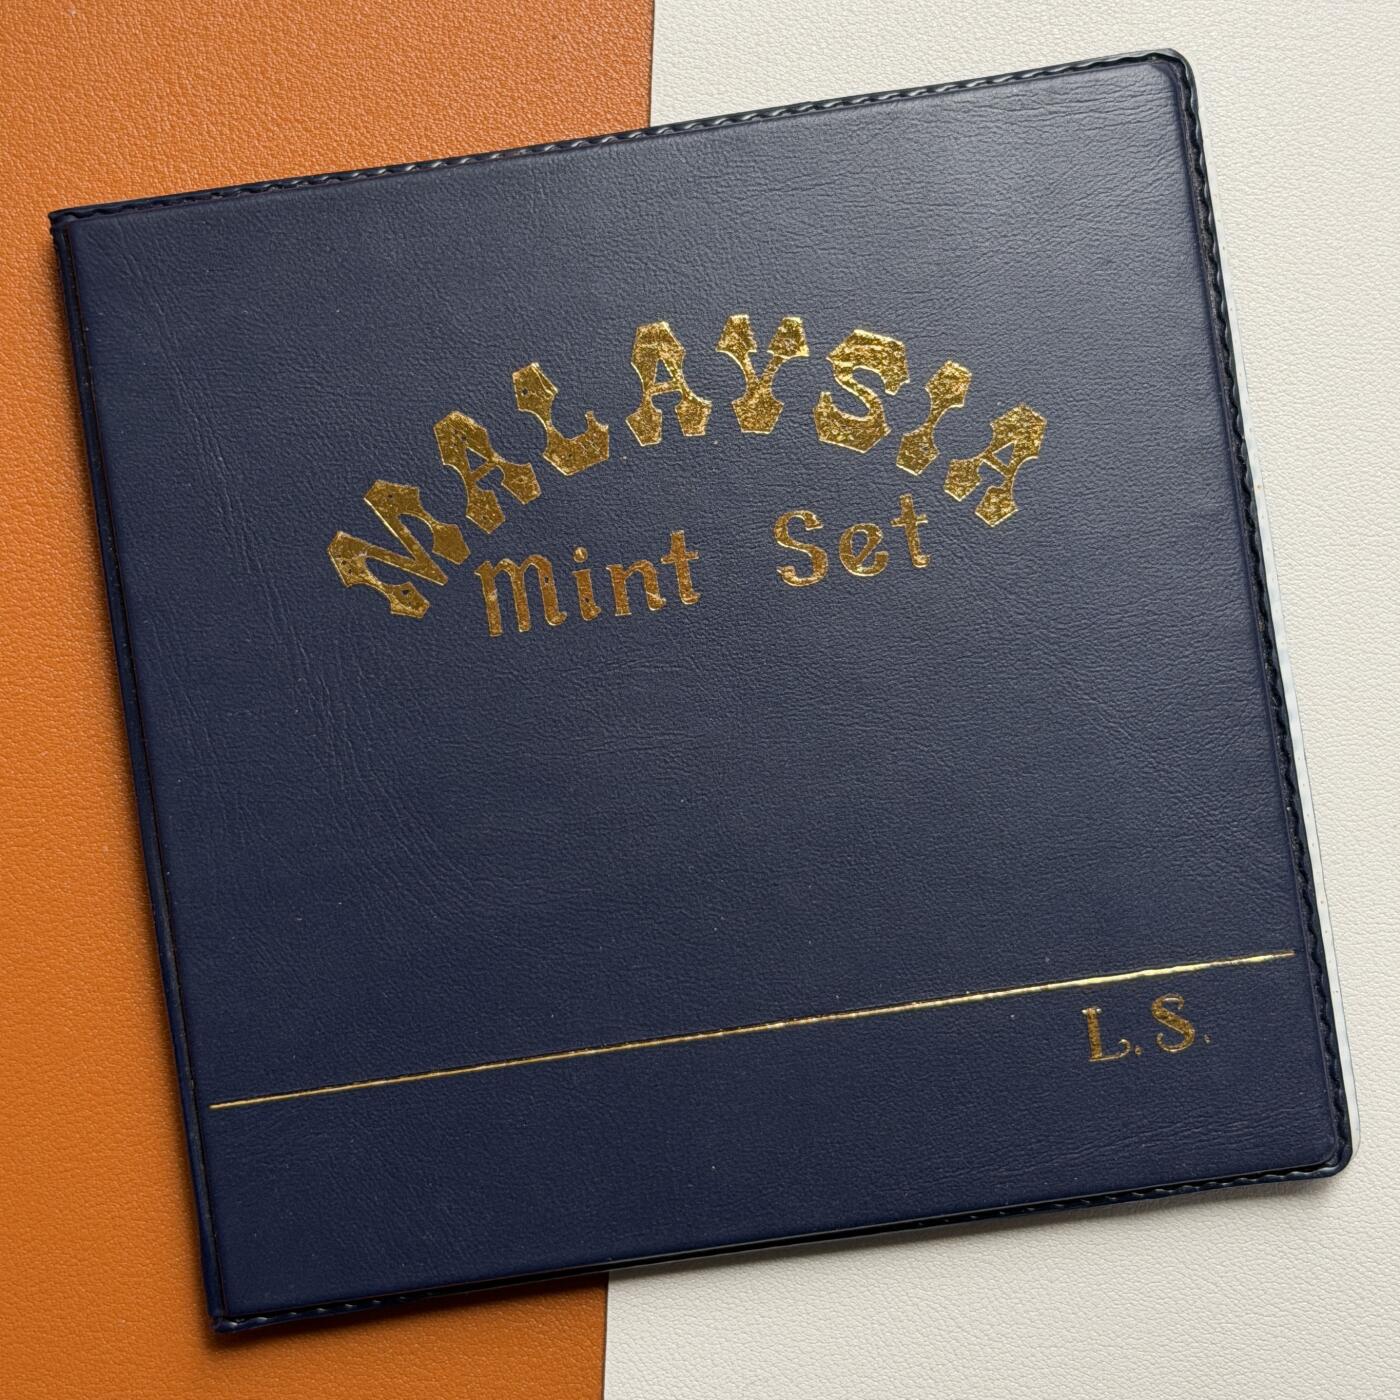 MALAYSIA
Mint Set
L. S.